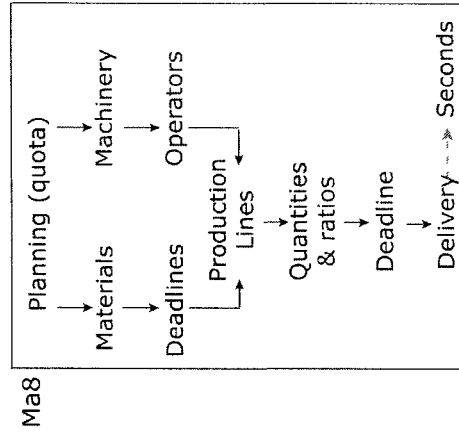 Ma8
Planning (quota)
Materials
Machinery
Deadlines
Operators
Production
Lines
Quantities
& ratios
Deadline
Delivery
Seconds